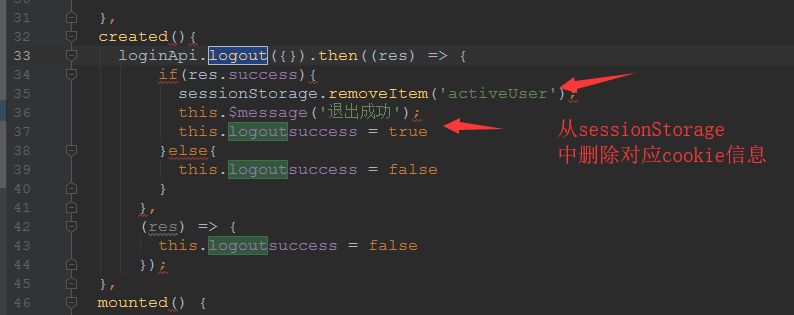 31 },
32 created(){
33 loginApi.logout({}).then((res) => {
34 if(res.success){
35 sessionStorage.removeItem('activeUser');
36 this.$message('退出成功');
37 this.logoutsuccess = true
38 }else{
39 this.logoutsuccess = false
40 }
41 },
42 (res) => {
43 this.logoutsuccess = false
44 });
45 },
46 mounted() {
从sessionStorage
中删除对应cookie信息